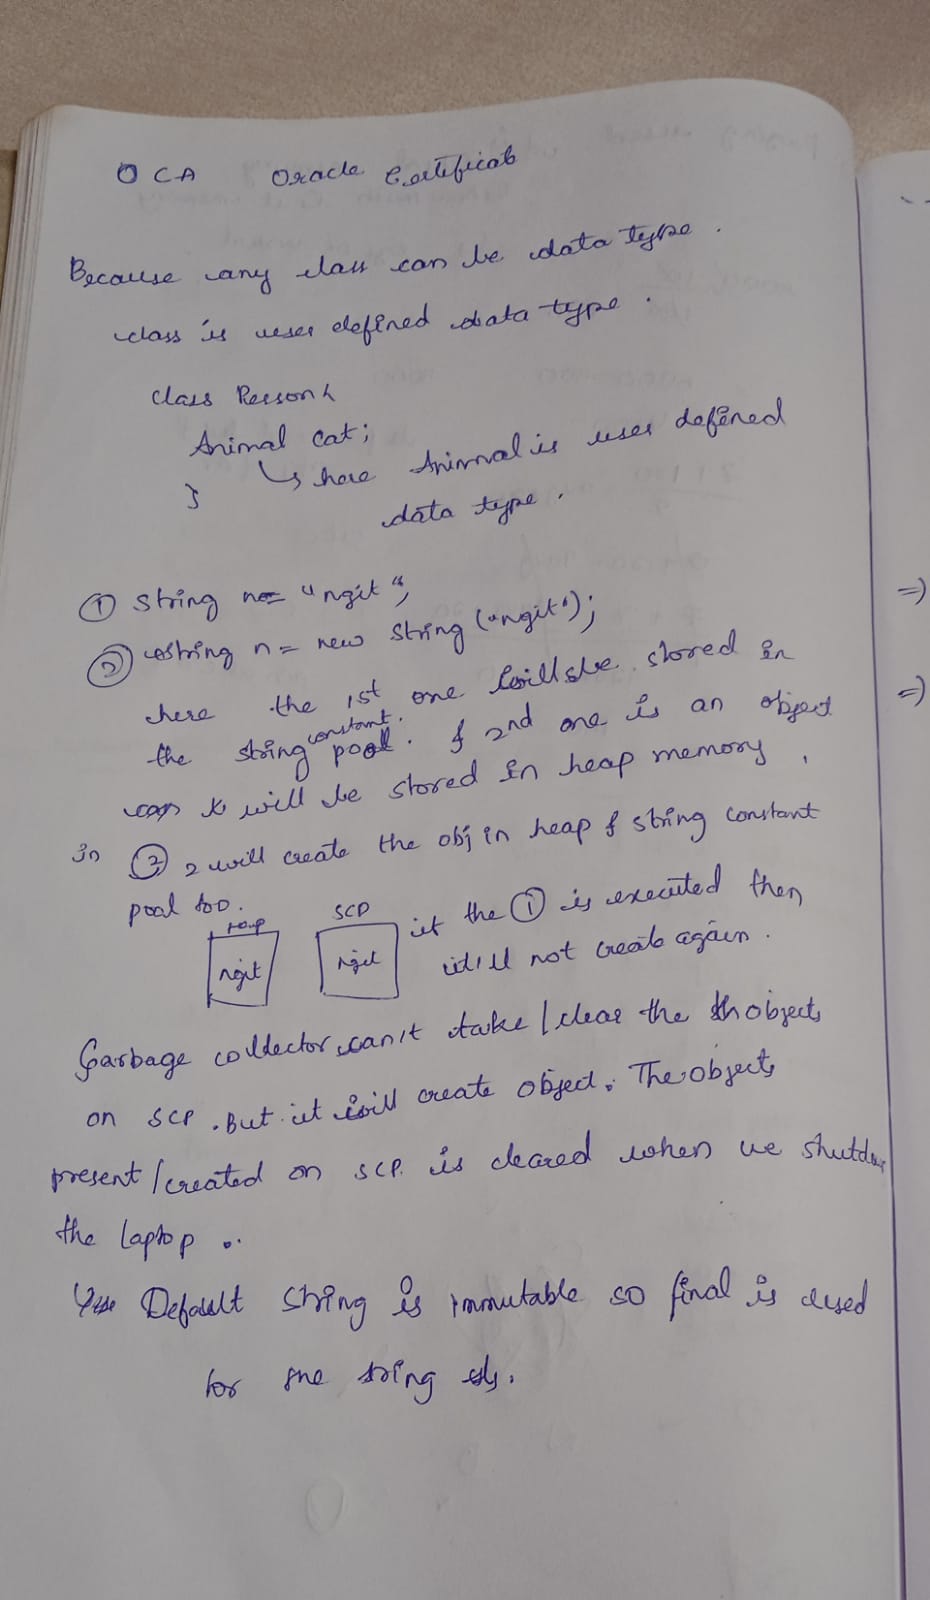 OCA Oracle Certificat
Because any class can be data type.
class is user defined data type.
class Person {
Animal cat;
↳ here Animal is user defined
}
data type.
① String n = "ngit";
② String n = new String ("ngit");
here the 1st one will be stored in
the string constant pool. & 2nd one is an object
will be stored in heap memory,
in ② 2 will create the obj in heap & string constant
pool too.
heap SCP
ngit ngit
if the ① is executed then
it'll not create again.
Garbage collector can't take/clear the objects
on SCP. But it will create object. The objects
present/created on SCP. is cleared when we shutdow
the laptop.
Default string is immutable so final is used
for the string
=)
=)